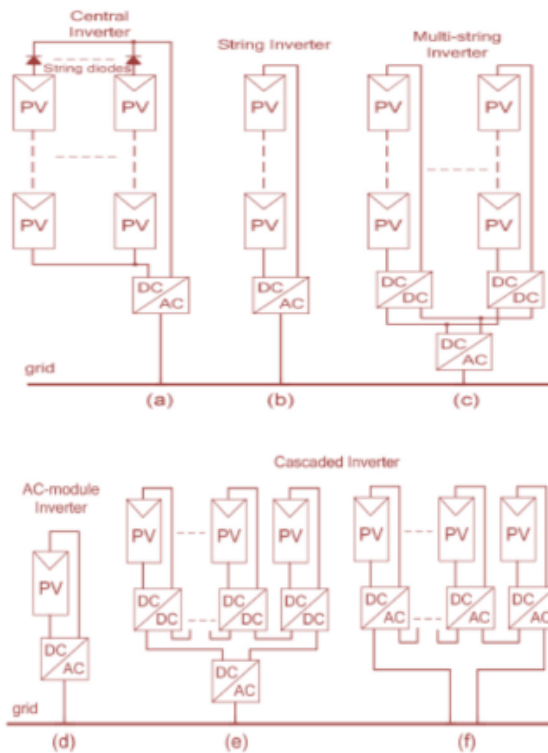 Central
Inverter
String Inverter
Multi-string
Inverter
String diodes
PV PV PV PV PV
PV PV PV PV PV
DC
DC
DC
DC
DC
AC
DC
AC
DC
AC
grid
(a) (b) (c)
Cascaded Inverter
AC-module
Inverter
PV PV PV PV PV PV
PV
DC
DC
DC
DC
DC
DC
DC
AC
DC
AC
DC
AC
DC
AC
DC
AC
grid
(d) (e) (f)